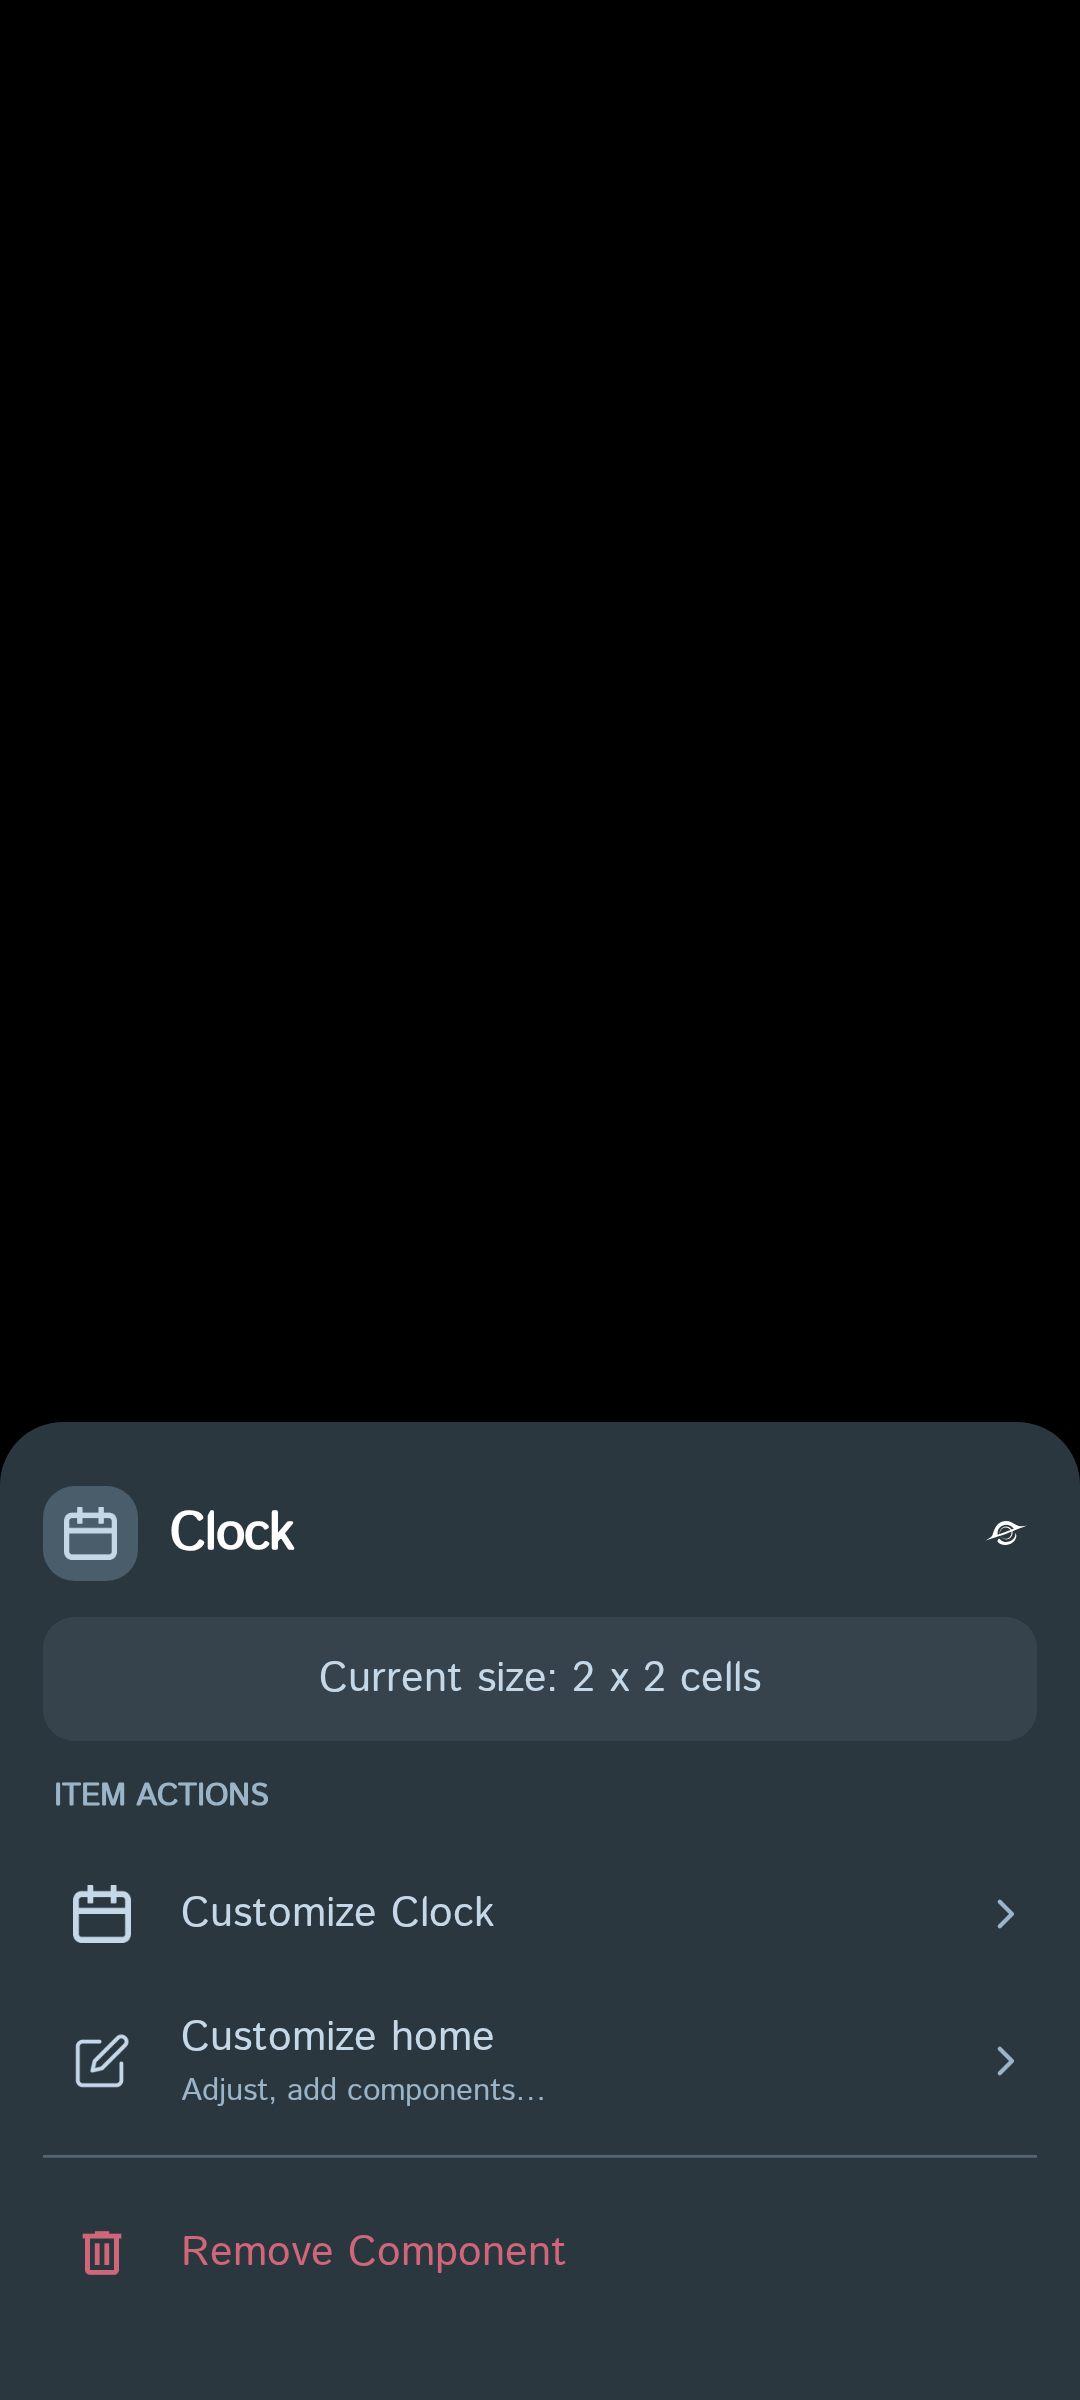 Clock
Current size: 2 x 2 cells
ITEM ACTIONS
Customize Clock
Customize home
Adjust, add components...
Remove Component